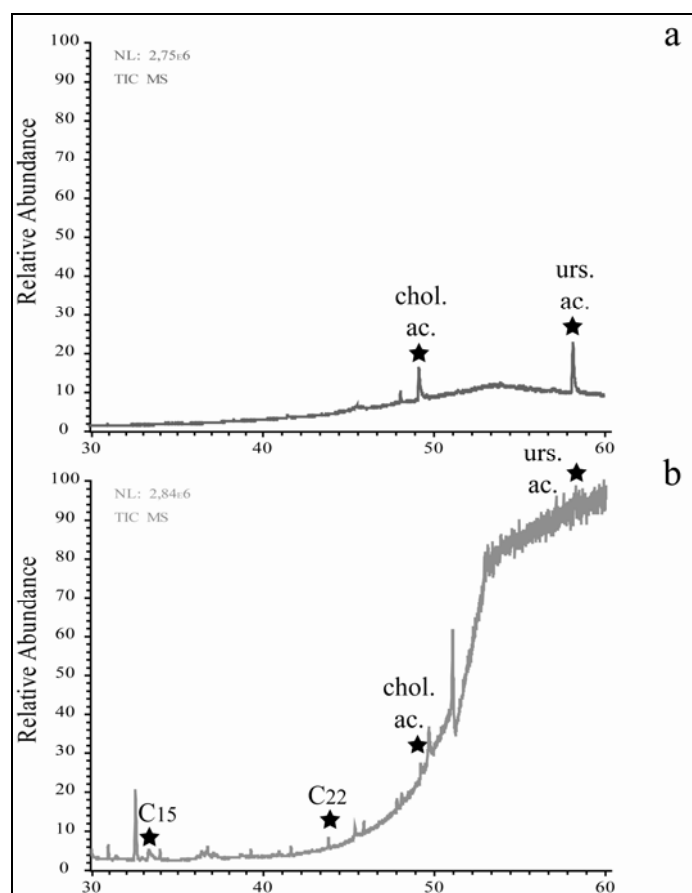 a
100
NL: 2,75E6
TIC MS
90
80
70
60
50
40
30
20
10
0
Relative Abundance
chol.
ac.
urs.
ac.
30 40 50 60
b
100
NL: 2,84E6
TIC MS
90
80
70
60
50
40
30
20
10
0
Relative Abundance
C15
C22
chol.
ac.
urs.
ac.
30 40 50 60